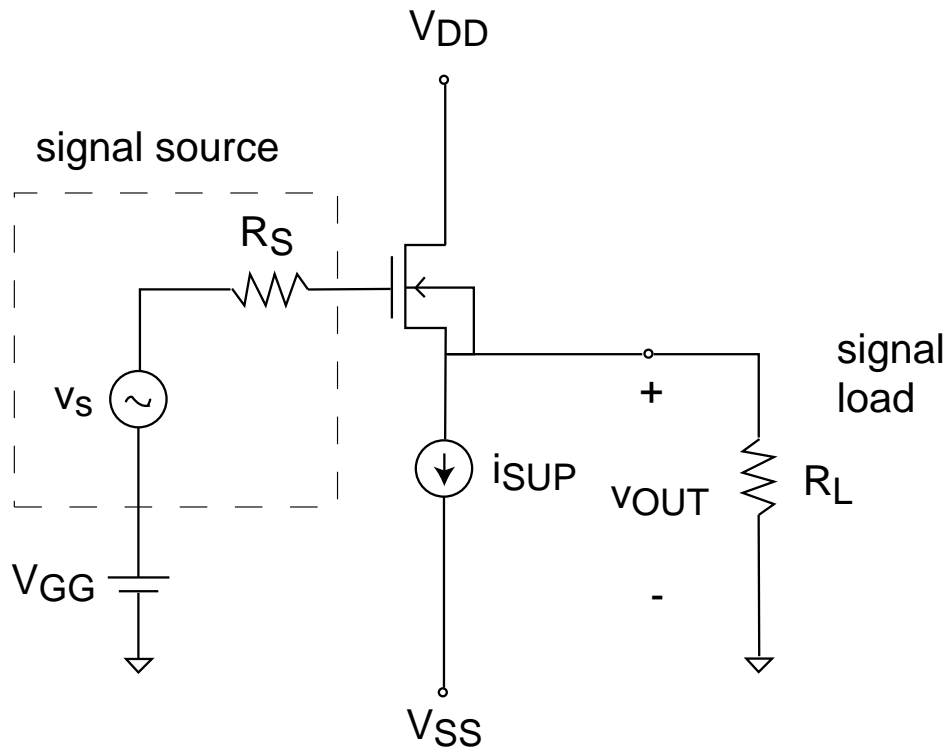 VDD
signal source
RS
vs
iSUP
signal
load
+
vOUT
RL
-
VGG
VSS